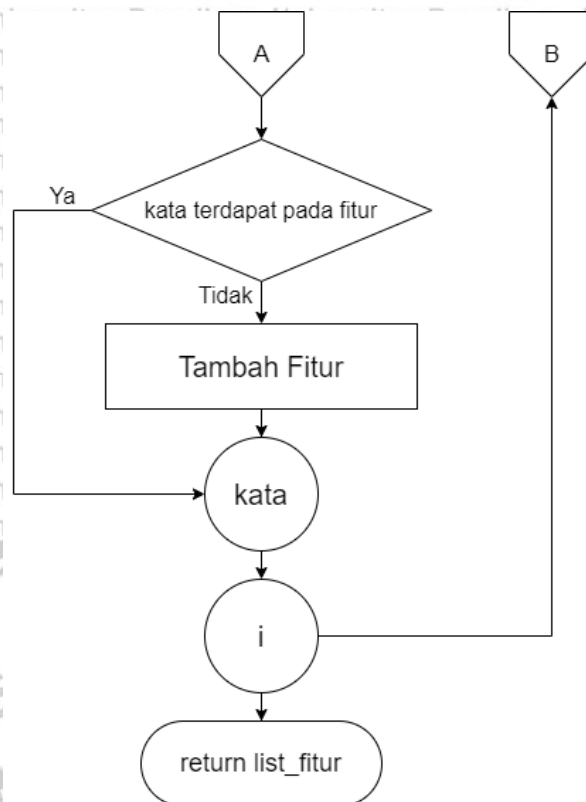 A
B
kata terdapat pada fitur
Ya
Tidak
Tambah Fitur
kata
i
return list_fitur